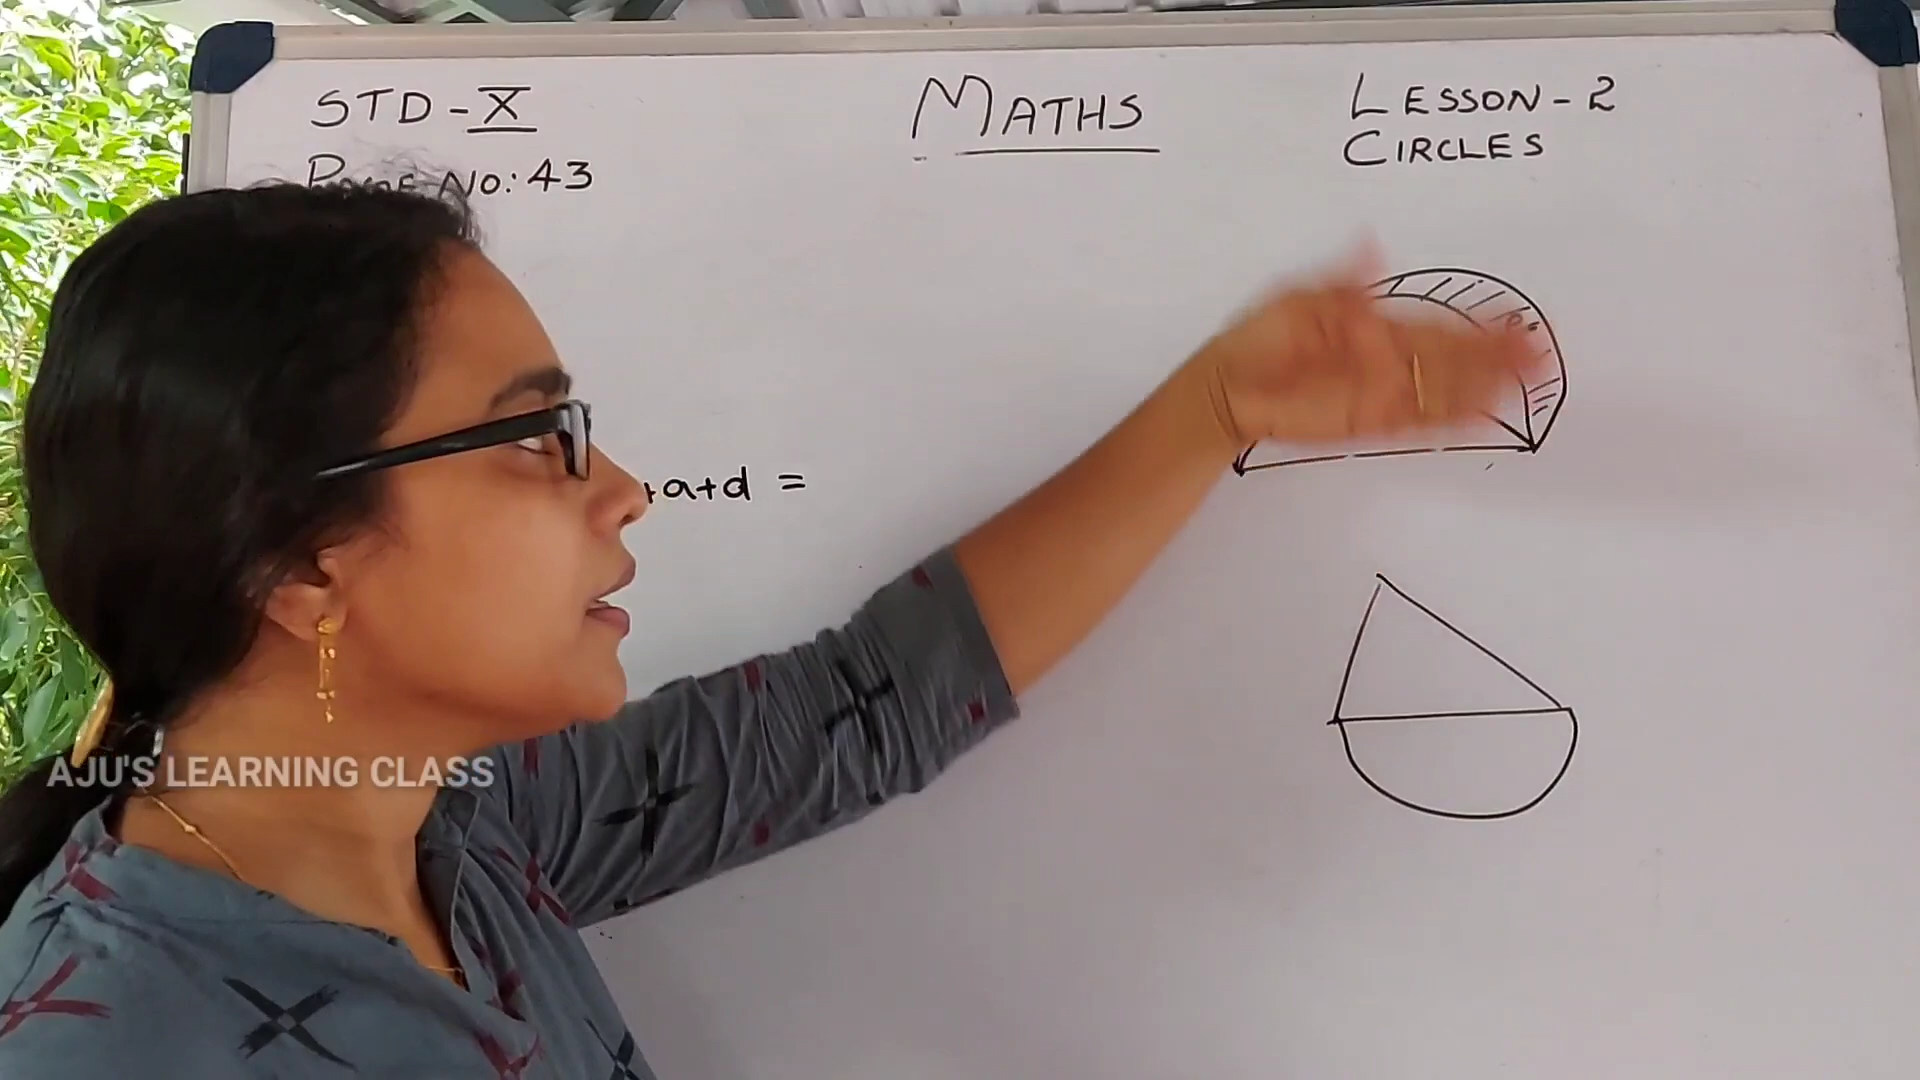 STD - X
MATHS
LESSON - 2
CIRCLES
No: 43
+a+d =
AJU'S LEARNING CLASS